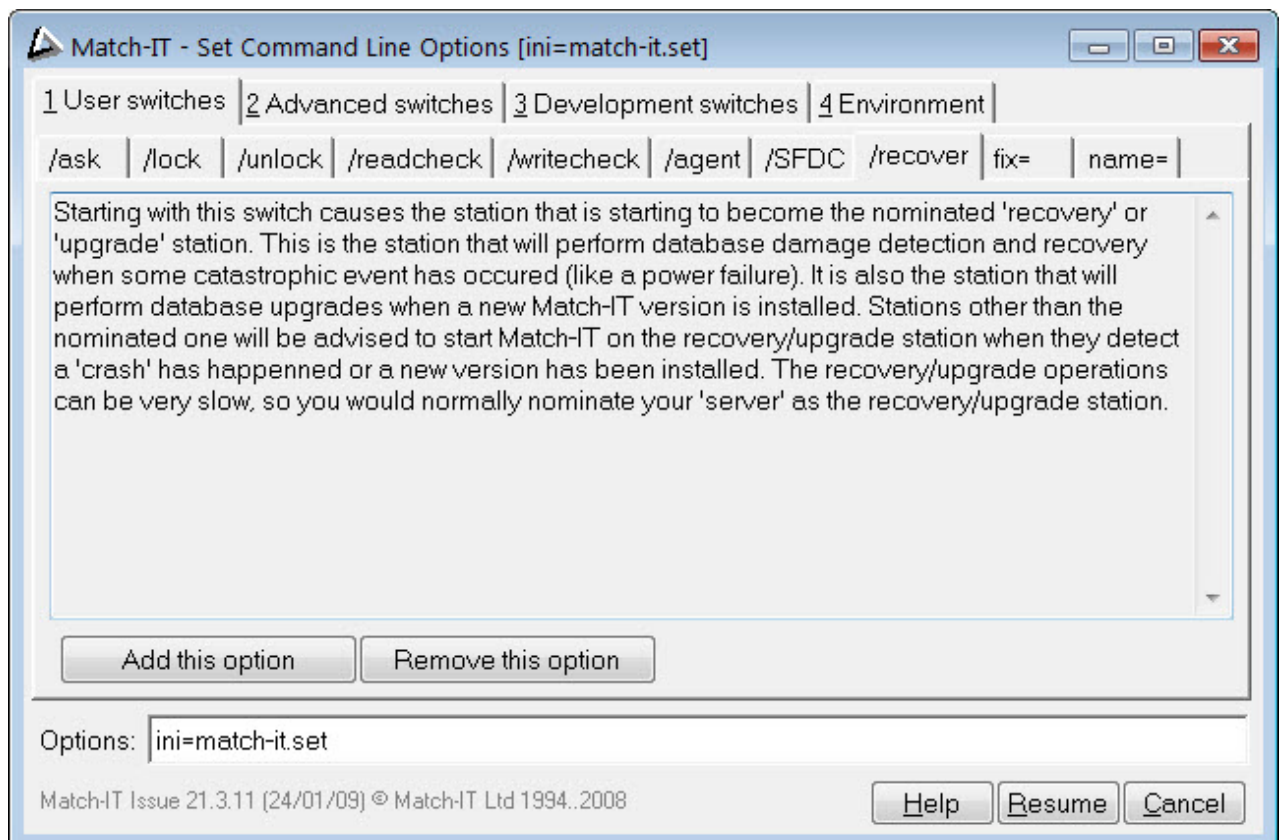 Match-IT - Set Command Line Options [ini=match-it.set]
1 User switches 2 Advanced switches 3 Development switches 4 Environment
/ask /lock /unlock /readcheck /writecheck /agent /SFDC /recover fix= name=
Starting with this switch causes the station that is starting to become the nominated 'recovery' or
'upgrade' station. This is the station that will perform database damage detection and recovery
when some catastrophic event has occured (like a power failure). It is also the station that will
perform database upgrades when a new Match-IT version is installed. Stations other than the
nominated one will be advised to start Match-IT on the recovery/upgrade station when they detect
a 'crash' has happenned or a new version has been installed. The recovery/upgrade operations
can be very slow, so you would normally nominate your 'server' as the recovery/upgrade station.
Add this option Remove this option
Options: ini=match-it.set
Match-IT Issue 21.3.11 (24/01/09) © Match-IT Ltd 1994..2008 Help Resume Cancel